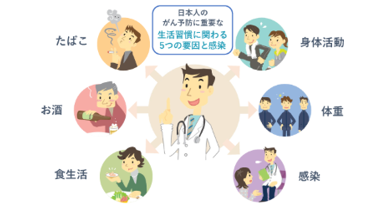 日本人の
がん予防に重要な
生活習慣に関わる
5つの要因と感染
たばこ
身体活動
お酒
体重
食生活
感染